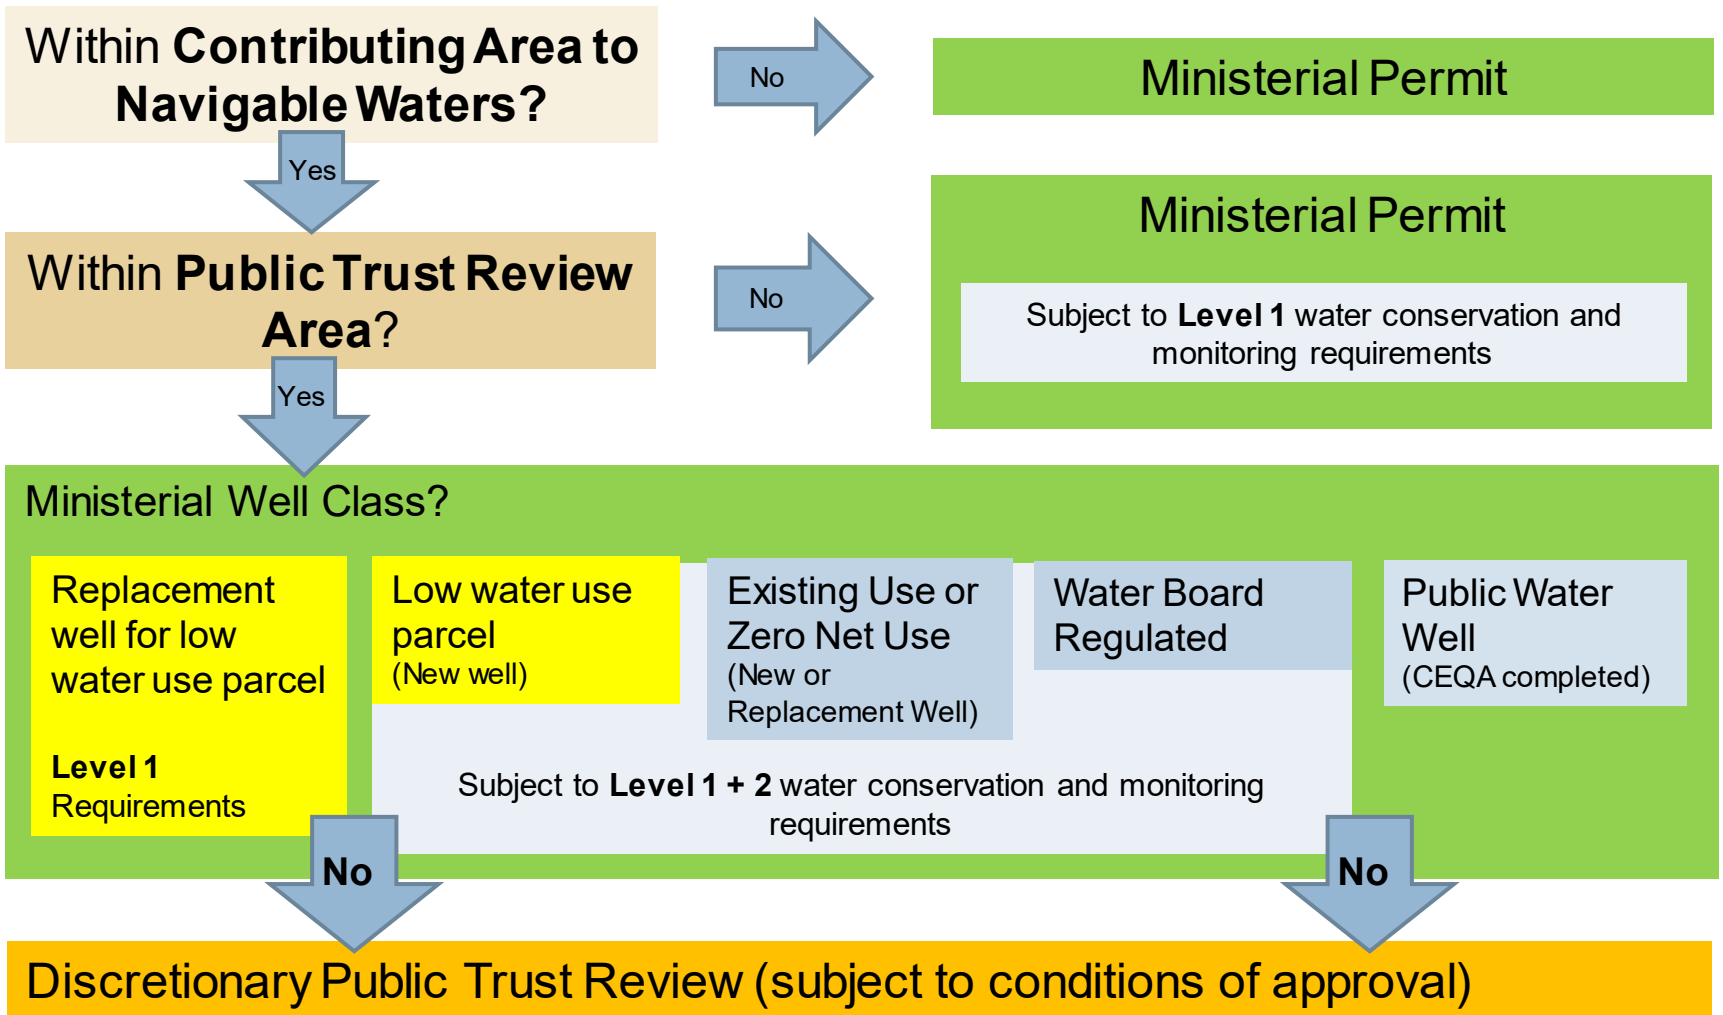 Within Contributing Area to
Navigable Waters?
No
Ministerial Permit
Yes
Within Public Trust Review
Area?
No
Ministerial Permit
Subject to Level 1 water conservation and
monitoring requirements
Yes
Ministerial Well Class?
Replacement
well for low
water use parcel
Level 1
Requirements
Low water use
parcel
(New well)
Existing Use or
Zero Net Use
(New or
Replacement Well)
Water Board
Regulated
Public Water
Well
(CEQA completed)
Subject to Level 1 + 2 water conservation and monitoring
requirements
No
No
Discretionary Public Trust Review (subject to conditions of approval)